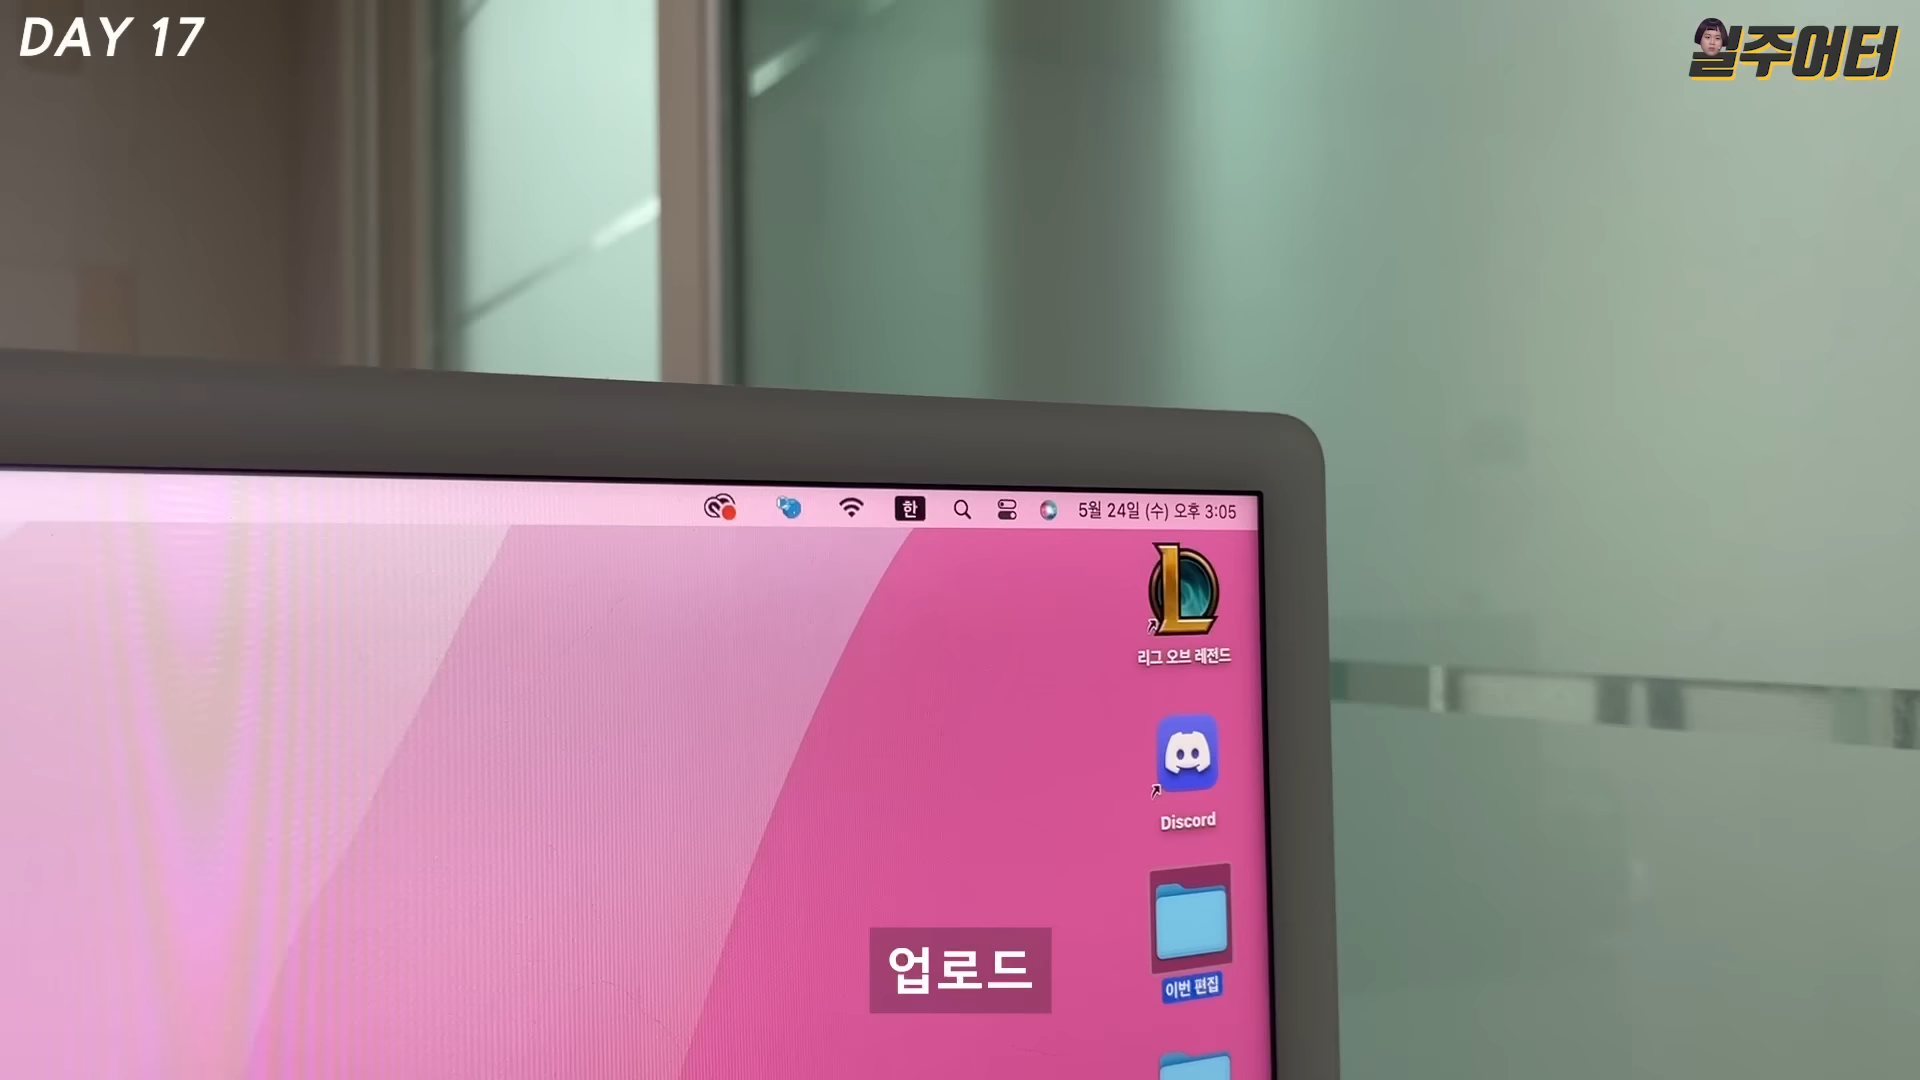 DAY 17
월주어터
한
5월 24일 (수) 오후 3:05
리그 오브 레전드
Discord
이번 편집
업로드